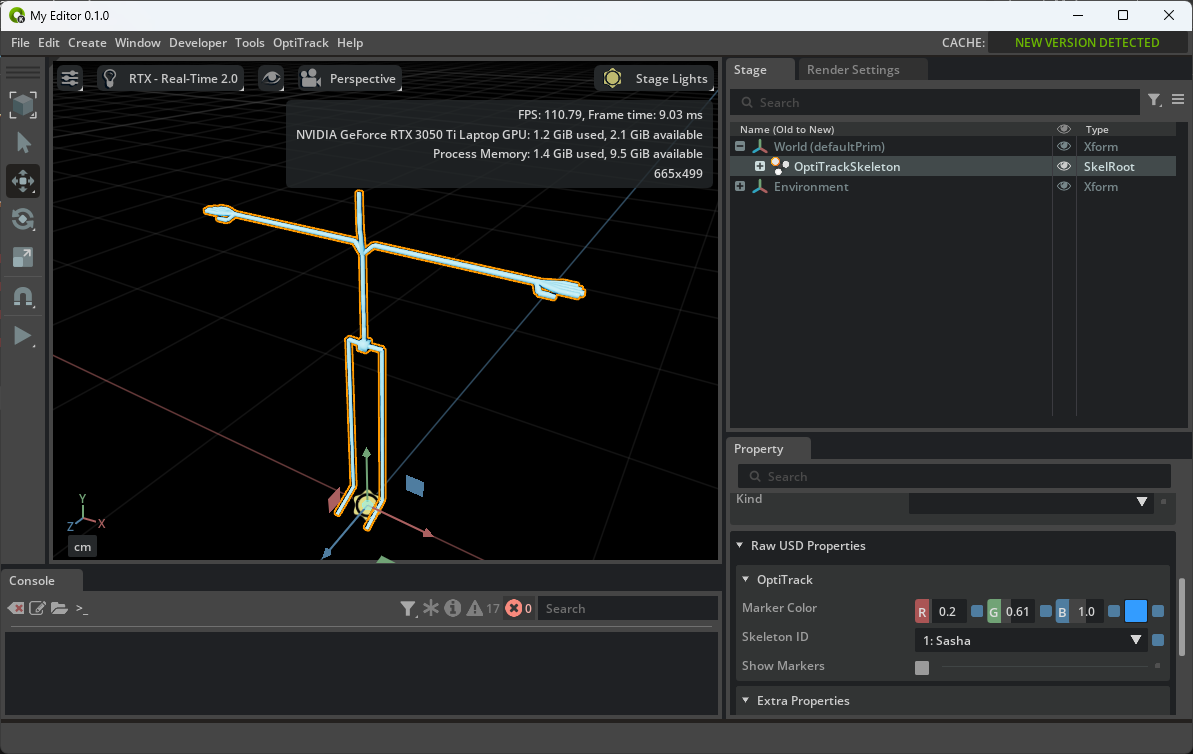 My Editor 0.1.0
File Edit Create Window Developer Tools OptiTrack Help
CACHE: NEW VERSION DETECTED
RTX - Real-Time 2.0
Perspective
Stage Lights
FPS: 110.79, Frame time: 9.03 ms
NVIDIA GeForce RTX 3050 Ti Laptop GPU: 1.2 GiB used, 2.1 GiB available
Process Memory: 1.4 GiB used, 9.5 GiB available
665x499
Y
Z X
cm
Stage Render Settings
Search
Name (Old to New) Type
World (defaultPrim) Xform
OptiTrackSkeleton SkelRoot
Environment Xform
Property
Search
Kind
Raw USD Properties
OptiTrack
Marker Color R 0.2 G 0.61 B 1.0
Skeleton ID 1: Sasha
Show Markers
Extra Properties
Console
>_ 17 0 Search